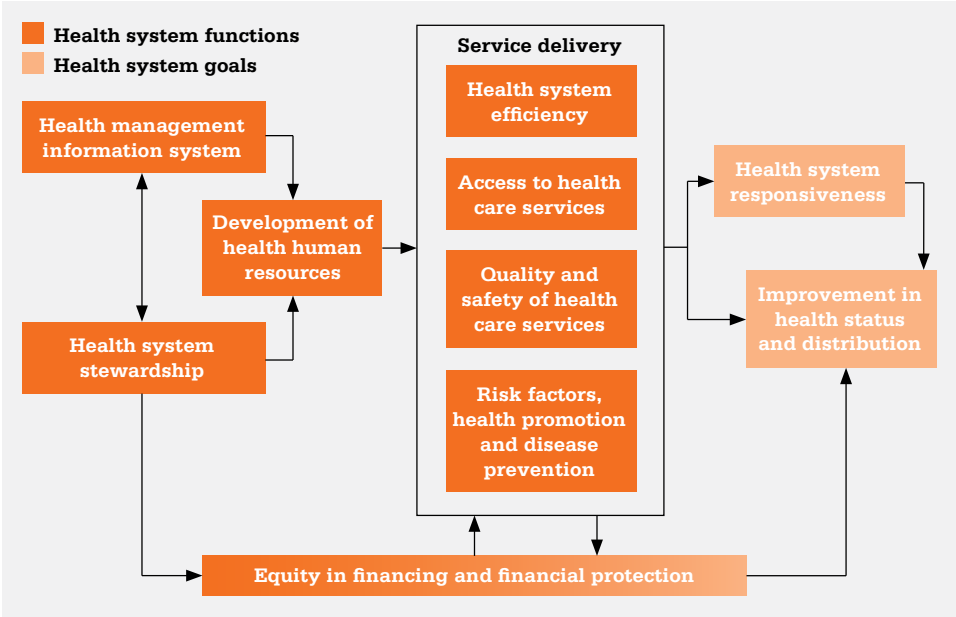 Health system functions
Health system goals
Health management
information system
Development of
health human
resources
Health system
stewardship
Service delivery
Health system
efficiency
Access to health
care services
Quality and
safety of health
care services
Risk factors,
health promotion
and disease
prevention
Health system
responsiveness
Improvement in
health status
and distribution
Equity in financing and financial protection